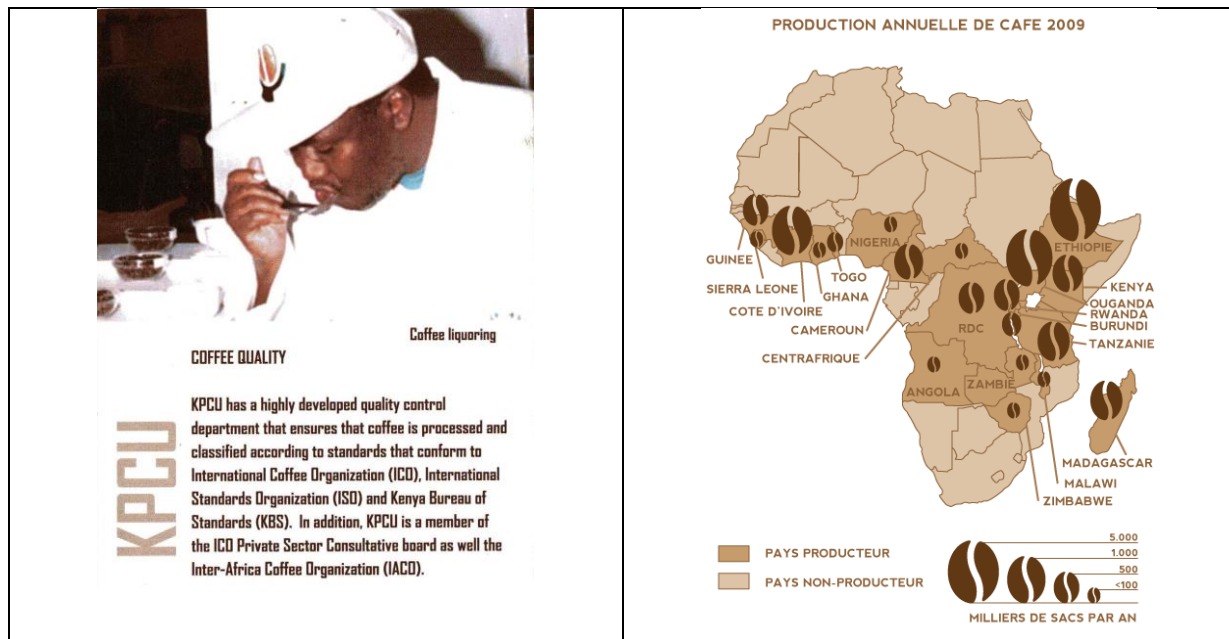 Coffee liquoring
COFFEE QUALITY
KPCU
KPCU has a highly developed quality control
department that ensures that coffee is processed and
classified according to standards that conform to
International Coffee Organization (ICO), International
Standards Organization (ISO) and Kenya Bureau of
Standards (KBS). In addition, KPCU is a member of
the ICO Private Sector Consultative board as well the
Inter-Africa Coffee Organization (IACO).
PRODUCTION ANNUELLE DE CAFE 2009
GUINEE
SIERRA LEONE
COTE D'IVOIRE
GHANA
TOGO
NIGERIA
CAMEROUN
CENTRAFRIQUE
ETHIOPIE
KENYA
OUGANDA
RWANDA
BURUNDI
TANZANIE
RDC
ANGOLA
ZAMBIE
MADAGASCAR
MALAWI
ZIMBABWE
PAYS PRODUCTEUR
PAYS NON-PRODUCTEUR
5.000
1.000
500
<100
MILLIERS DE SACS PAR AN